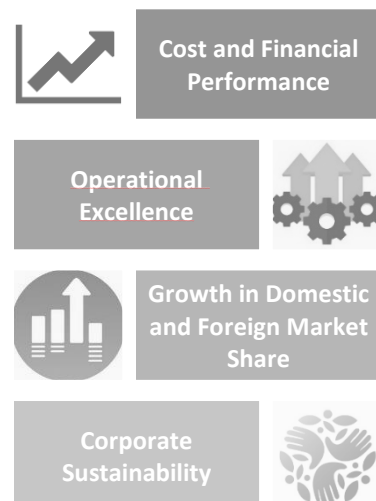 Cost and Financial
Performance
Operational
Excellence
Growth in Domestic
and Foreign Market
Share
Corporate
Sustainability